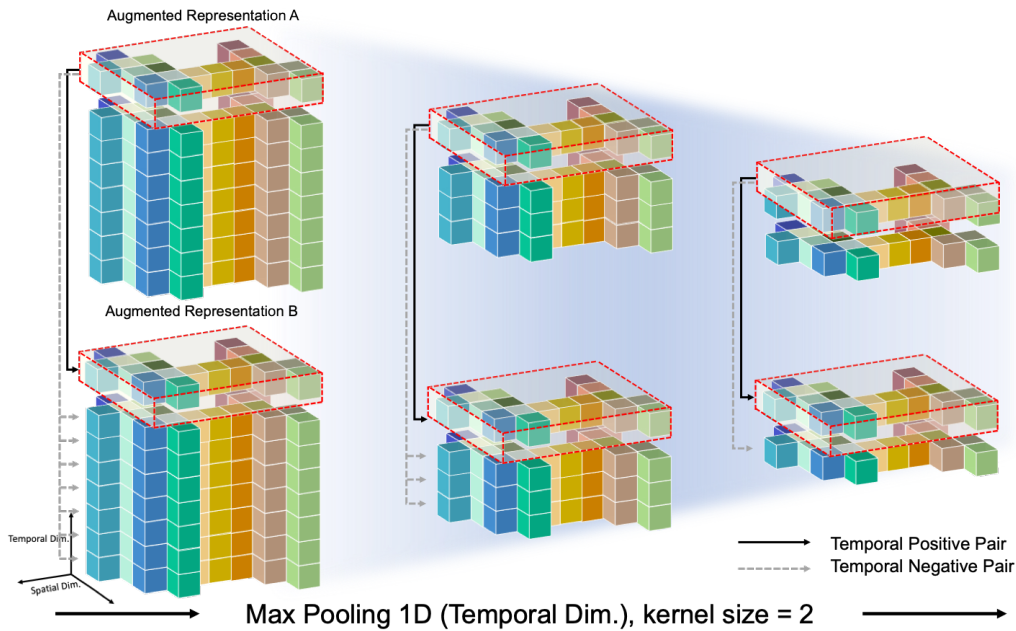 Augmented Representation A
Augmented Representation B
Temporal Dim.
Spatial Dim.
Temporal Positive Pair
Temporal Negative Pair
Max Pooling 1D (Temporal Dim.), kernel size = 2